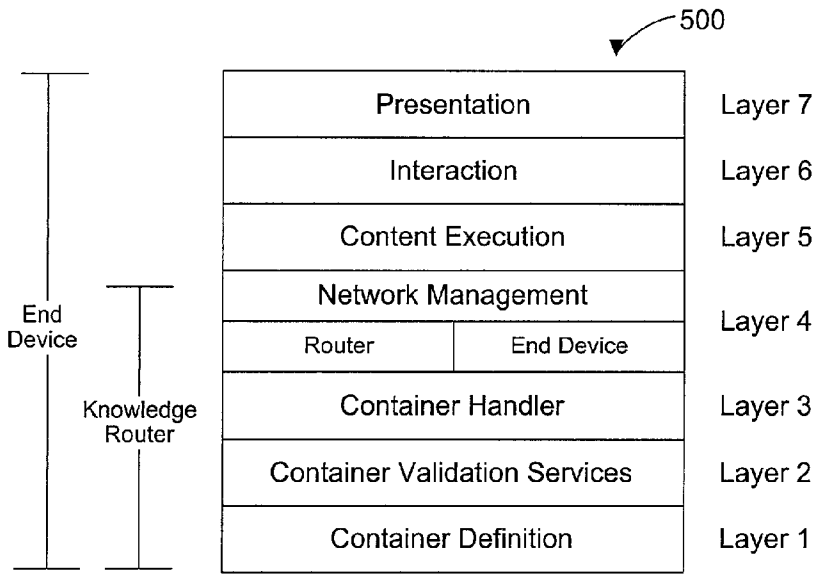 500
Presentation
Layer 7
Interaction
Layer 6
Content Execution
Layer 5
Network Management
Layer 4
Router
End Device
End
Device
Container Handler
Layer 3
Knowledge
Router
Container Validation Services
Layer 2
Container Definition
Layer 1